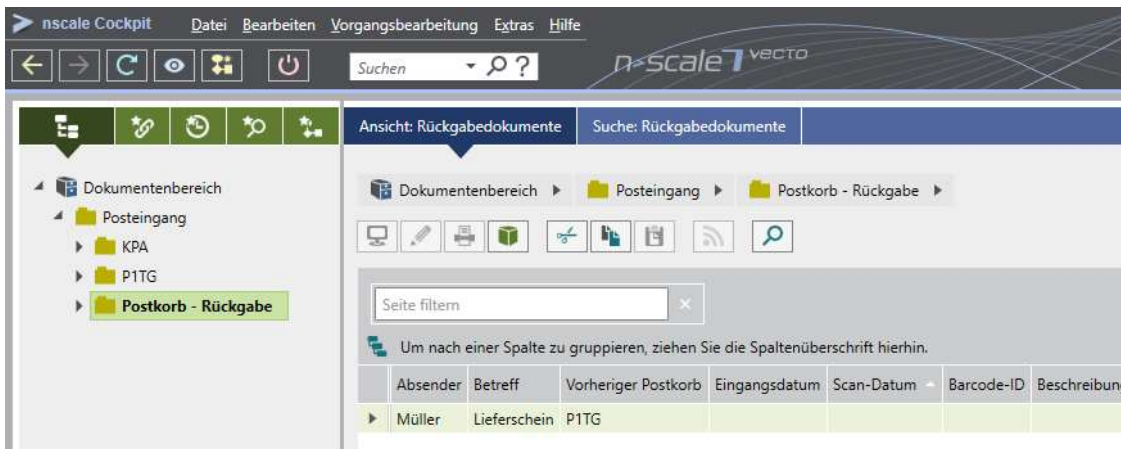 nscale Cockpit Datei Bearbeiten Vorgangsbearbeitung Extras Hilfe
Suchen ? n-scale 7 vecto
Ansicht: Rückgabedokumente Suche: Rückgabedokumente
Dokumentenbereich Dokumentenbereich Posteingang Postkorb - Rückgabe
Posteingang
KPA
P1TG
Postkorb - Rückgabe
Seite filtern
Um nach einer Spalte zu gruppieren, ziehen Sie die Spaltenüberschrift hierhin.
Absender Betreff Vorheriger Postkorb Eingangsdatum Scan-Datum Barcode-ID Beschreibung
Müller Lieferschein P1TG